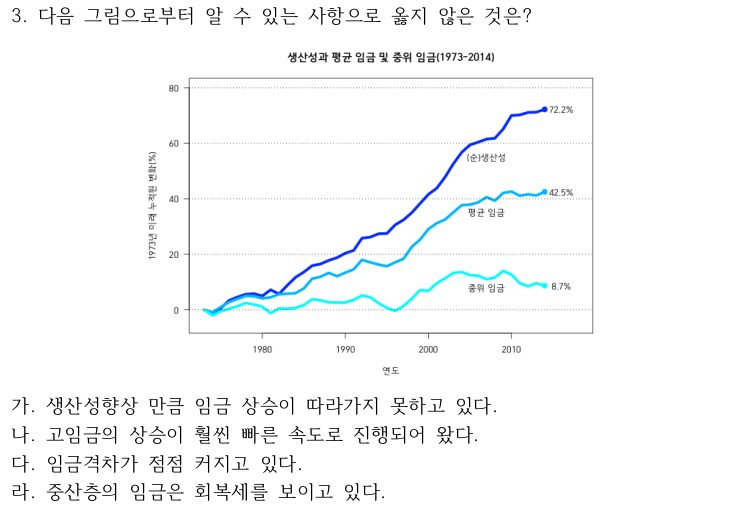 3. 다음 그림으로부터 알 수 있는 사항으로 옳지 않은 것은?
생산성과 평균 임금 및 중위 임금(1973-2014)
1973년 이래 누적된 변화(%)
80
60
40
20
0
72.2%
(순)생산성
42.5%
평균 임금
중위 임금
8.7%
1980
1990
2000
2010
연도
가. 생산성향상 만큼 임금 상승이 따라가지 못하고 있다.
나. 고임금의 상승이 훨씬 빠른 속도로 진행되어 왔다.
다. 임금격차가 점점 커지고 있다.
라. 중산층의 임금은 회복세를 보이고 있다.